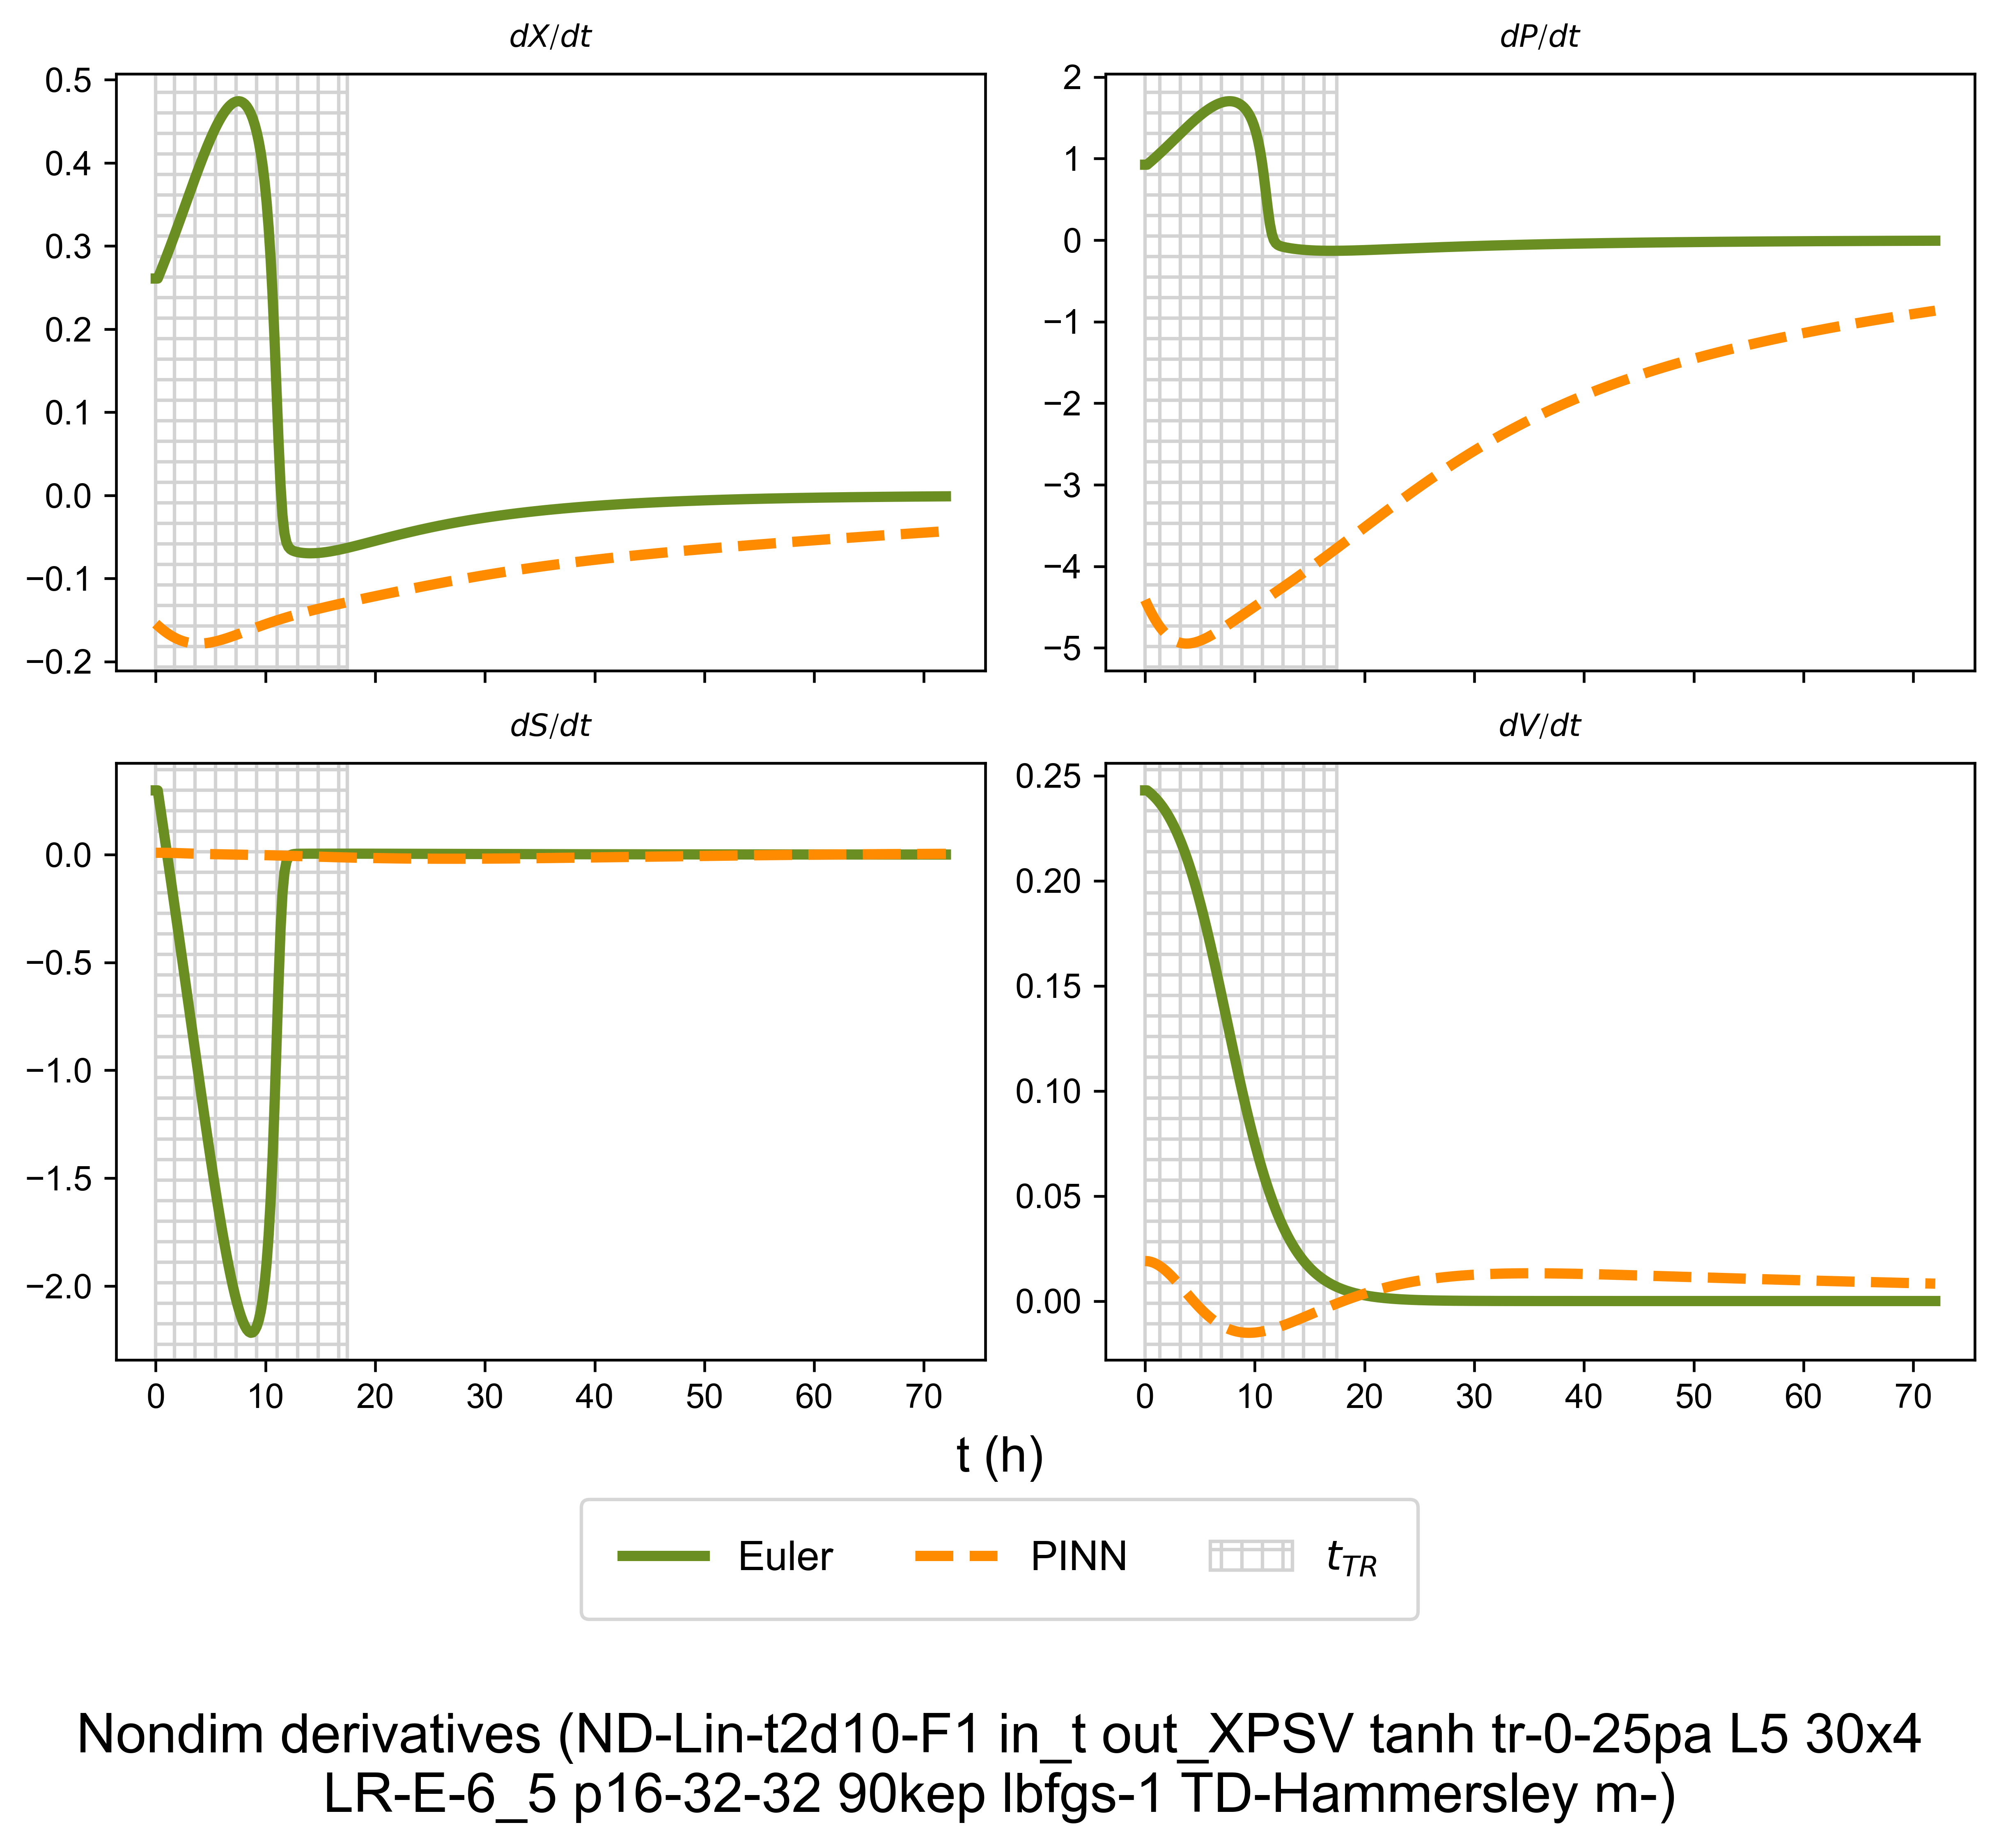 dX/dt
dP/dt
0.5
0.4
0.3
0.2
0.1
0.0
−0.1
−0.2
2
1
0
−1
−2
−3
−4
−5
dS/dt
dV/dt
0.0
−0.5
−1.0
−1.5
−2.0
0 10 20 30 40 50 60 70
0.25
0.20
0.15
0.10
0.05
0.00
0 10 20 30 40 50 60 70
t (h)
Euler PINN t_TR
Nondim derivatives (ND-Lin-t2d10-F1 in_t out_XPSV tanh tr-0-25pa L5 30x4
LR-E-6_5 p16-32-32 90kep lbfgs-1 TD-Hammersley m-)